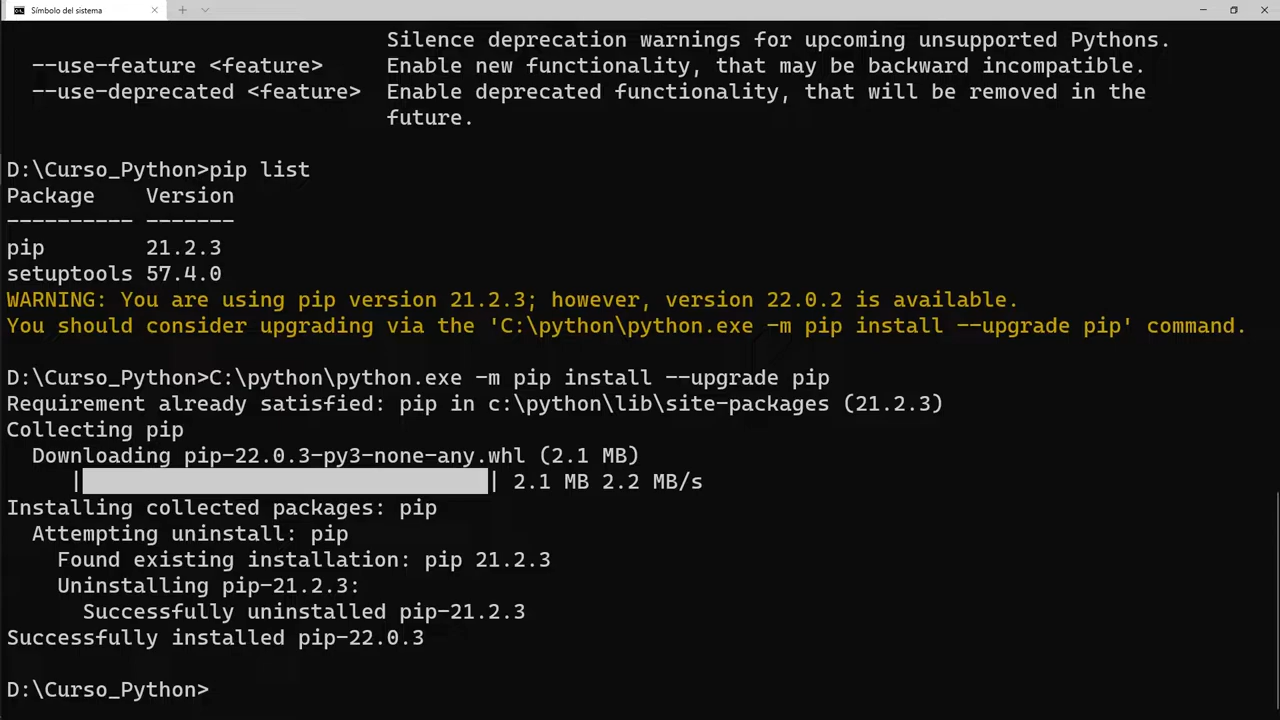 Símbolo del sistema
Silence deprecation warnings for upcoming unsupported Pythons.
--use-feature <feature> Enable new functionality, that may be backward incompatible.
--use-deprecated <feature> Enable deprecated functionality, that will be removed in the
future.
D:\Curso_Python>pip list
Package Version
---------- -------
pip 21.2.3
setuptools 57.4.0
WARNING: You are using pip version 21.2.3; however, version 22.0.2 is available.
You should consider upgrading via the 'C:\python\python.exe -m pip install --upgrade pip' command.
D:\Curso_Python>C:\python\python.exe -m pip install --upgrade pip
Requirement already satisfied: pip in c:\python\lib\site-packages (21.2.3)
Collecting pip
Downloading pip-22.0.3-py3-none-any.whl (2.1 MB)
| | 2.1 MB 2.2 MB/s
Installing collected packages: pip
Attempting uninstall: pip
Found existing installation: pip 21.2.3
Uninstalling pip-21.2.3:
Successfully uninstalled pip-21.2.3
Successfully installed pip-22.0.3
D:\Curso_Python>